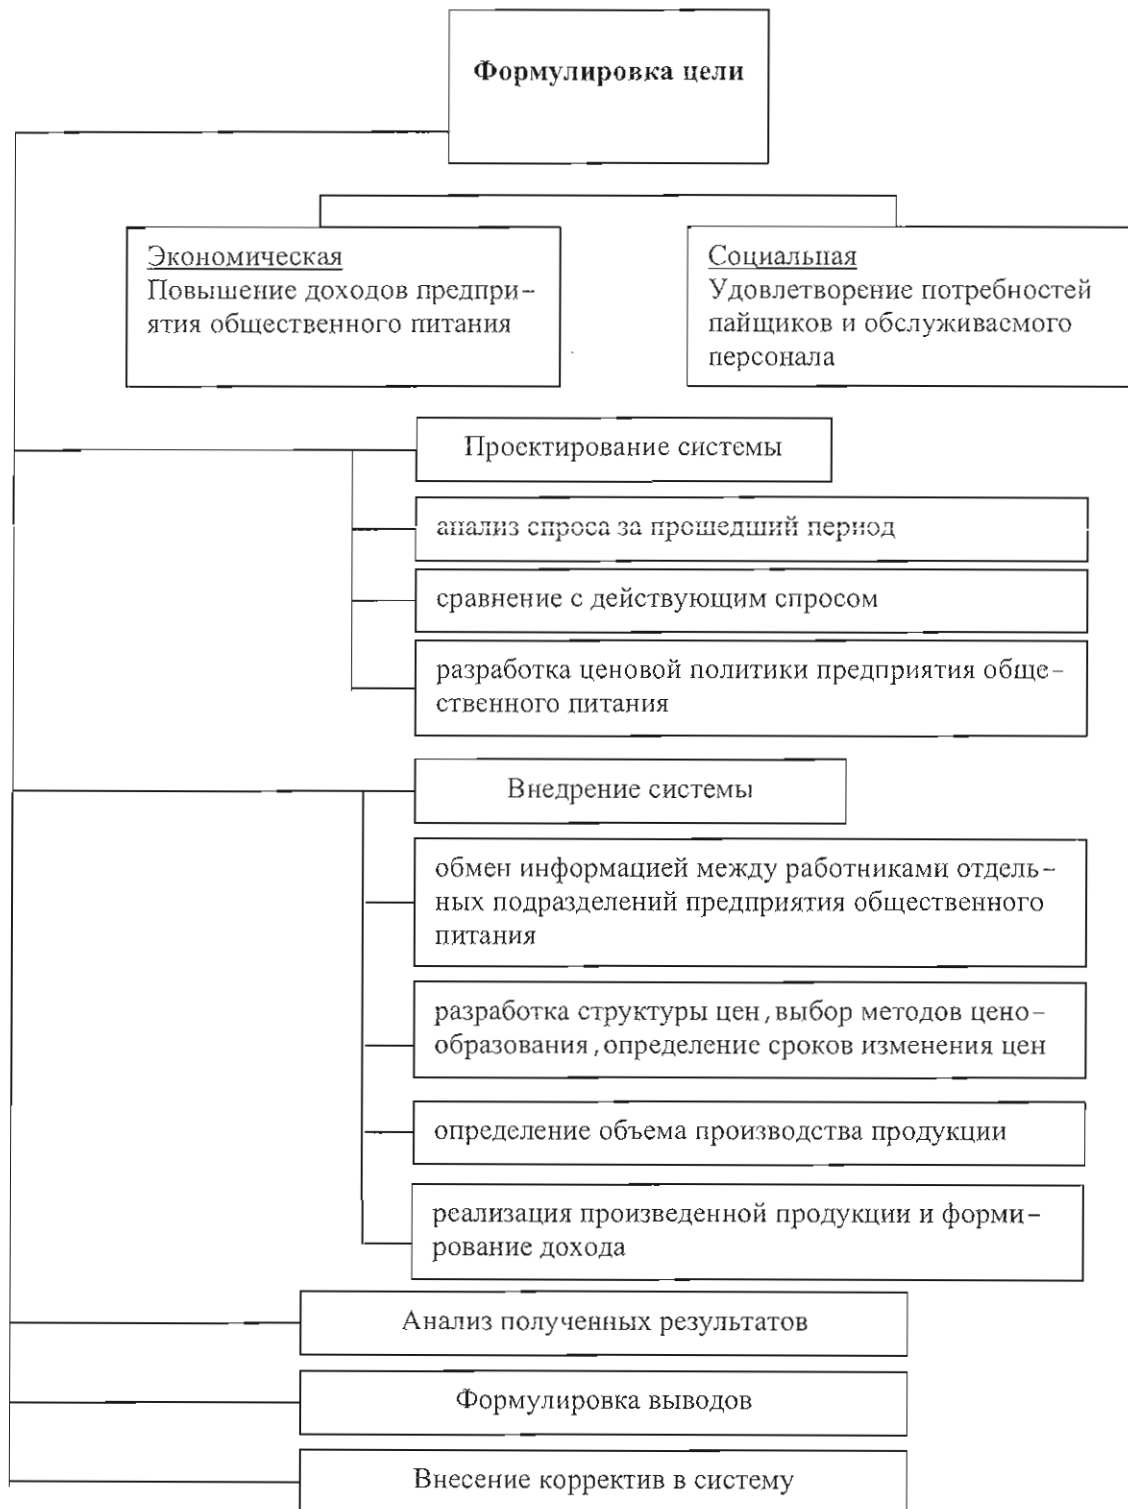 Формулировка цели
Экономическая
Повышение доходов предпри-
ятия общественного питания
Социальная
Удовлетворение потребностей
пайщиков и обслуживаемого
персонала
Проектирование системы
анализ спроса за прошедший период
сравнение с действующим спросом
разработка ценовой политики предприятия обще-
ственного питания
Внедрение системы
обмен информацией между работниками отдель-
ных подразделений предприятия общественного
питания
разработка структуры цен, выбор методов цено-
образования, определение сроков изменения цен
определение объема производства продукции
реализация произведенной продукции и форми-
рование дохода
Анализ полученных результатов
Формулировка выводов
Внесение корректив в систему